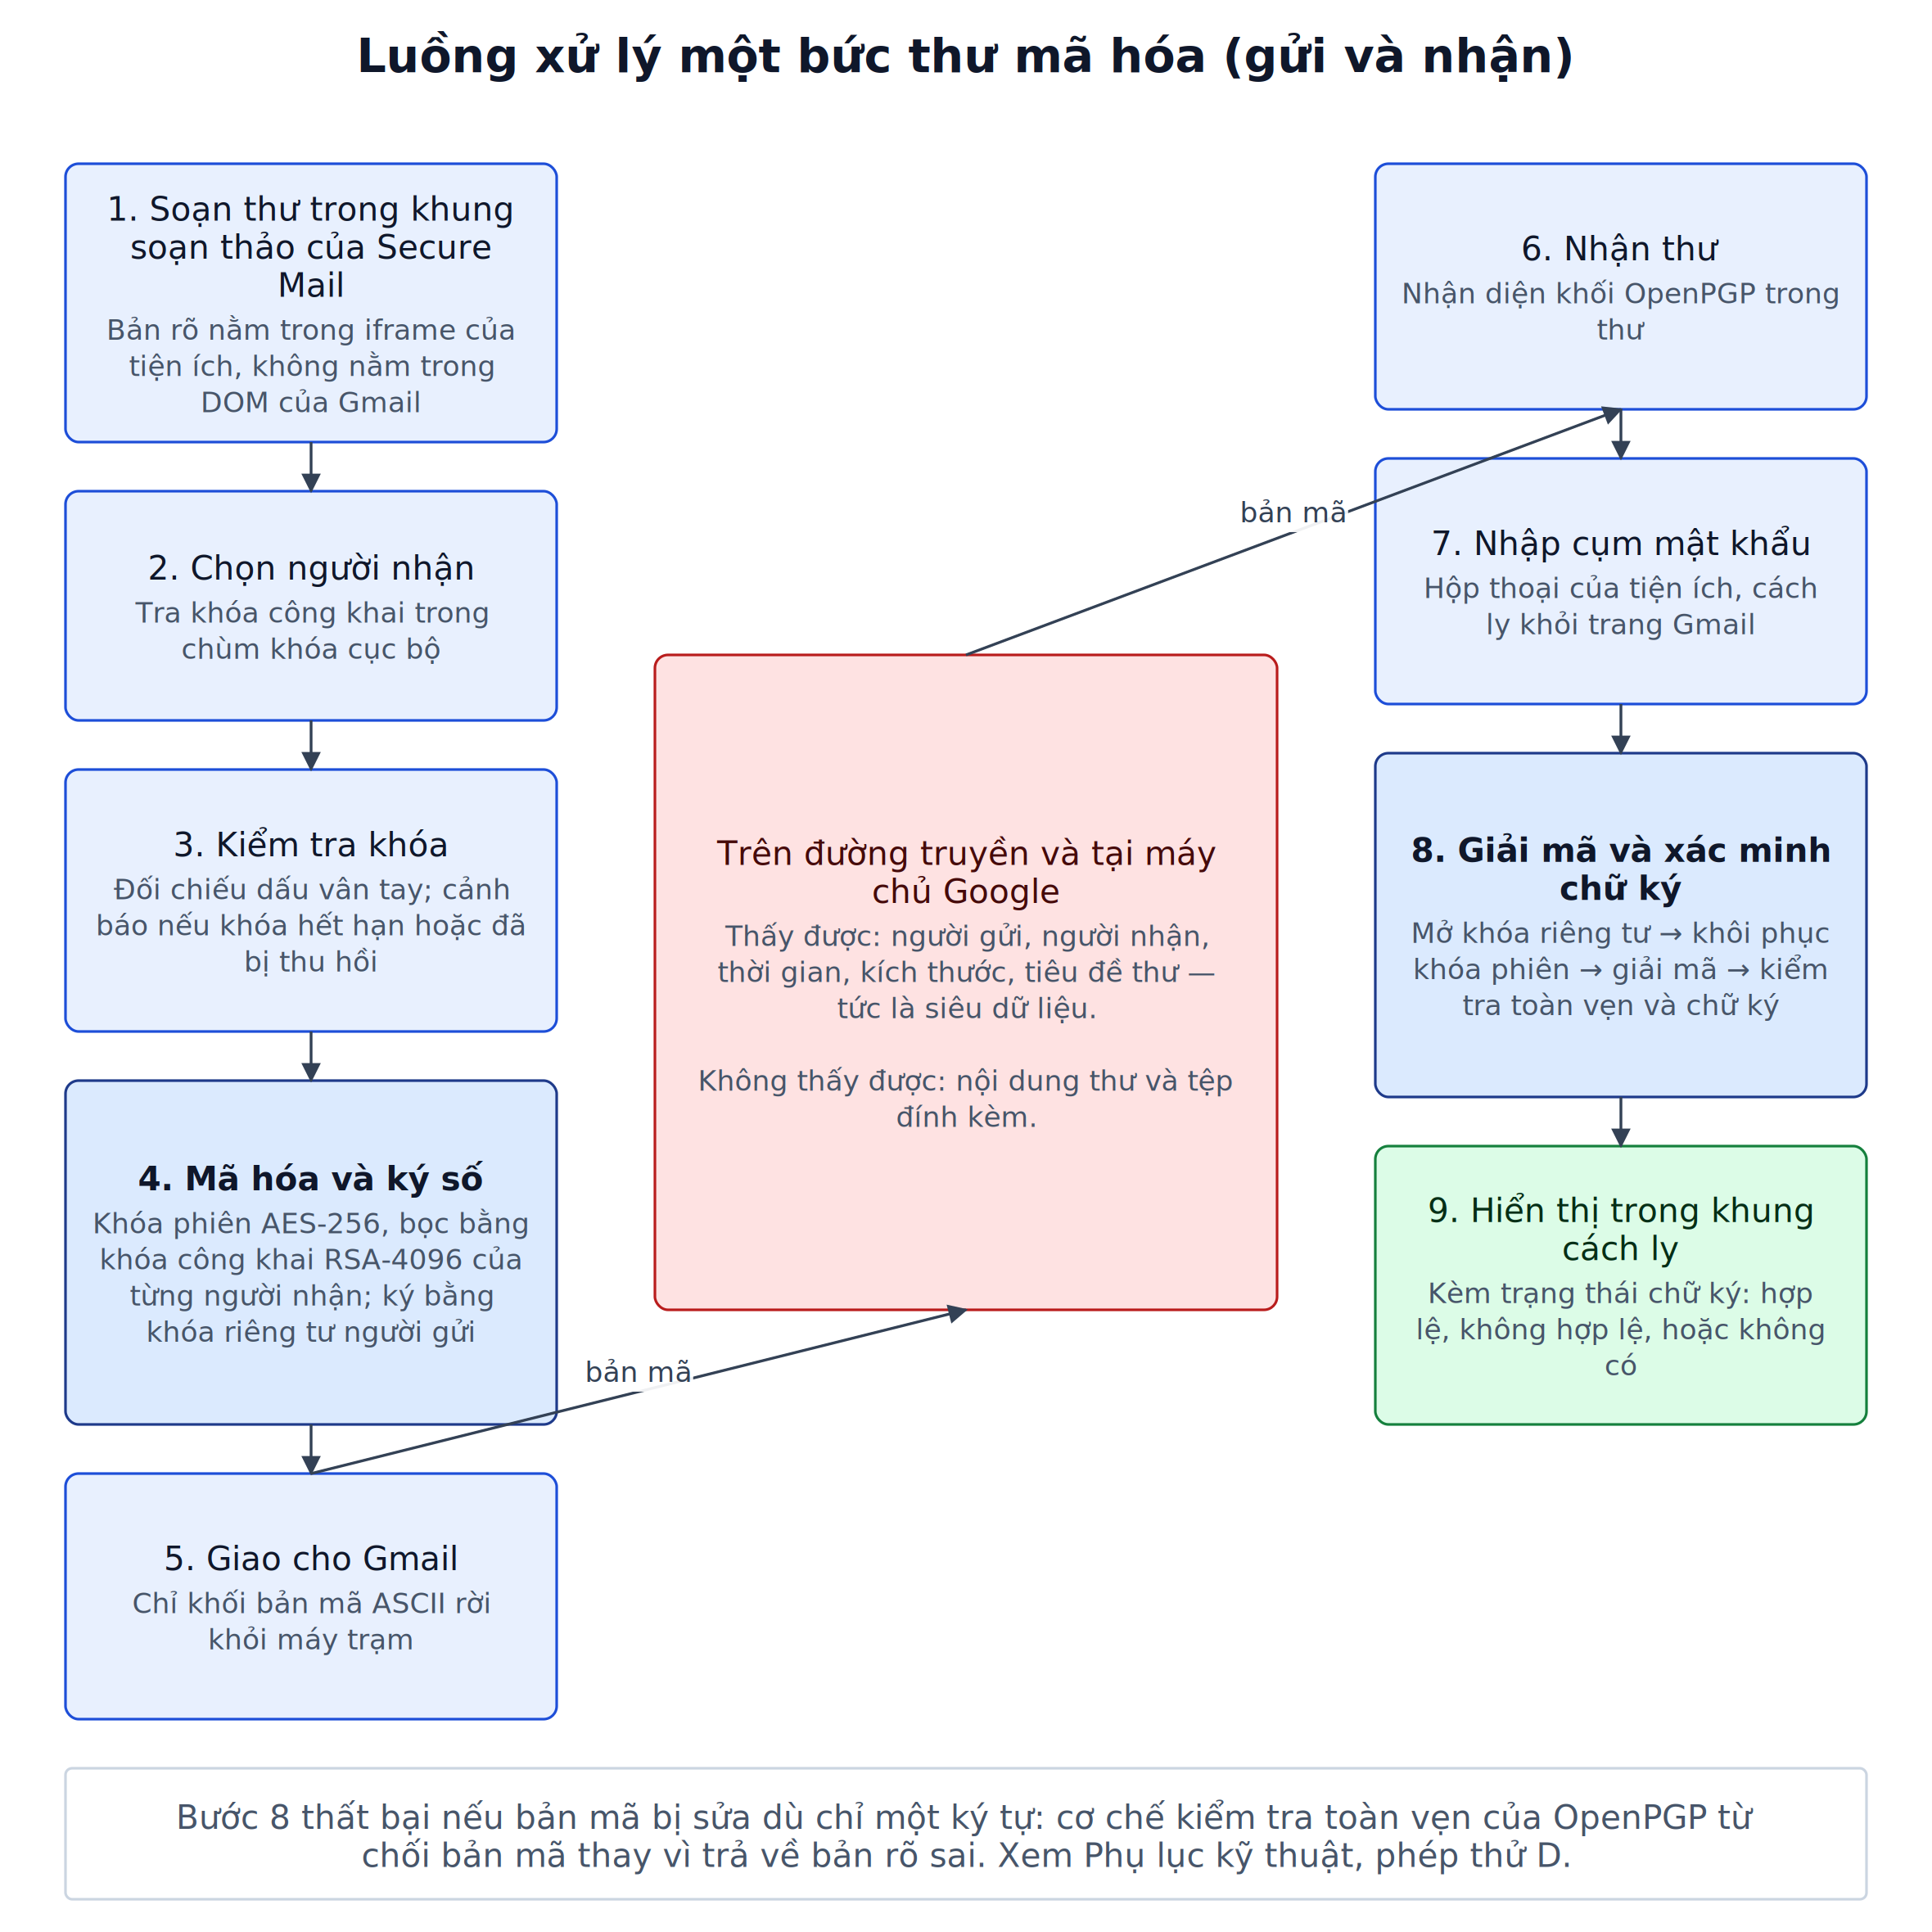 Luồng xử lý một bức thư mã hóa (gửi và nhận)
1. Soạn thư trong khung
soạn thảo của Secure
Mail
Bản rõ nằm trong iframe của
tiện ích, không nằm trong
DOM của Gmail
2. Chọn người nhận
Tra khóa công khai trong
chùm khóa cục bộ
3. Kiểm tra khóa
Đối chiếu dấu vân tay; cảnh
báo nếu khóa hết hạn hoặc đã
bị thu hồi
4. Mã hóa và ký số
Khóa phiên AES-256, bọc bằng
khóa công khai RSA-4096 của
từng người nhận; ký bằng
khóa riêng tư người gửi
5. Giao cho Gmail
Chỉ khối bản mã ASCII rời
khỏi máy trạm
bản mã
Trên đường truyền và tại máy
chủ Google
Thấy được: người gửi, người nhận,
thời gian, kích thước, tiêu đề thư —
tức là siêu dữ liệu.
Không thấy được: nội dung thư và tệp
đính kèm.
bản mã
6. Nhận thư
Nhận diện khối OpenPGP trong
thư
7. Nhập cụm mật khẩu
Hộp thoại của tiện ích, cách
ly khỏi trang Gmail
8. Giải mã và xác minh
chữ ký
Mở khóa riêng tư → khôi phục
khóa phiên → giải mã → kiểm
tra toàn vẹn và chữ ký
9. Hiển thị trong khung
cách ly
Kèm trạng thái chữ ký: hợp
lệ, không hợp lệ, hoặc không
có
Bước 8 thất bại nếu bản mã bị sửa dù chỉ một ký tự: cơ chế kiểm tra toàn vẹn của OpenPGP từ
chối bản mã thay vì trả về bản rõ sai. Xem Phụ lục kỹ thuật, phép thử D.